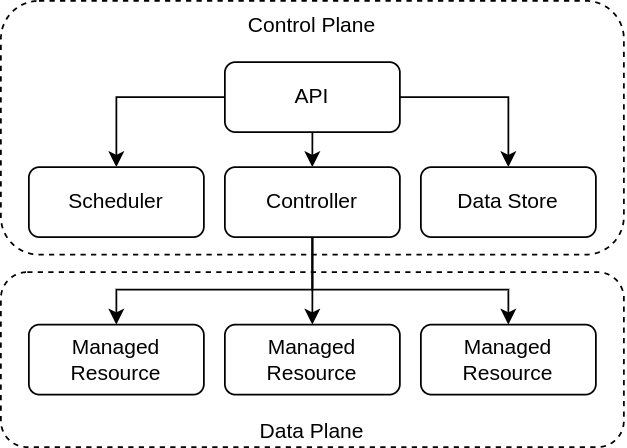 Control Plane
API
Scheduler
Controller
Data Store
Managed
Resource
Managed
Resource
Managed
Resource
Data Plane